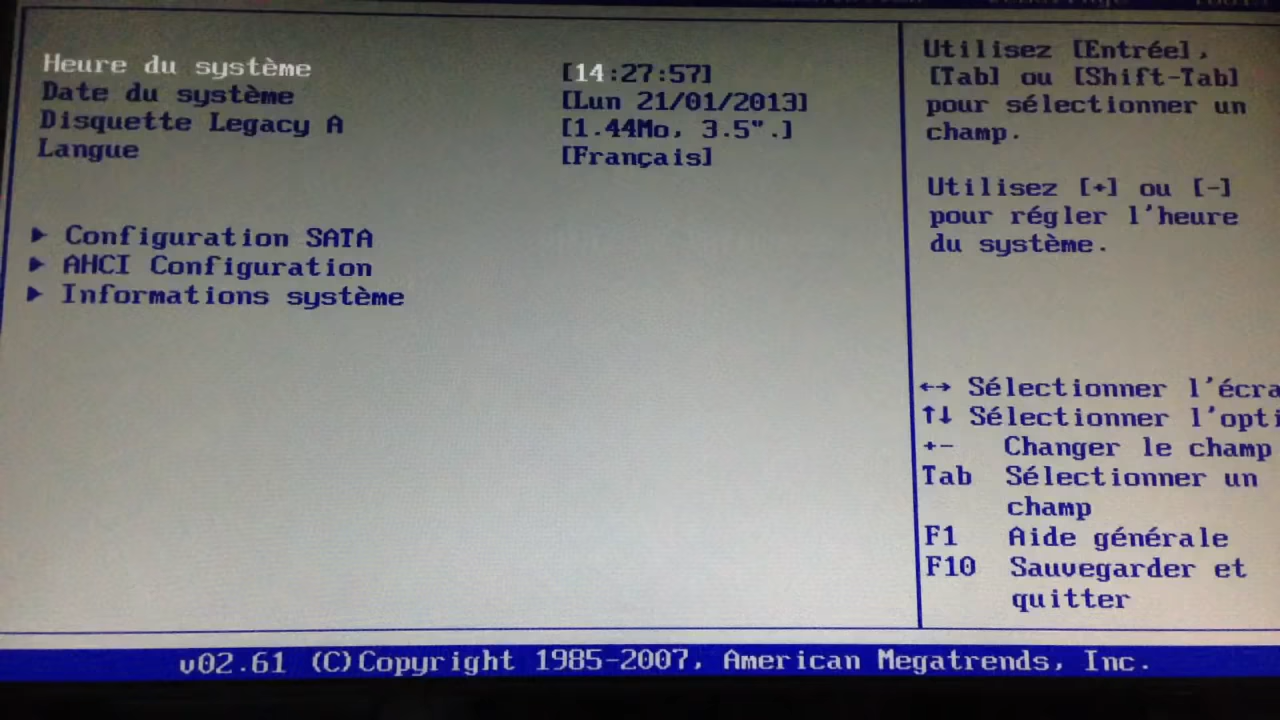 Heure du système [14:27:57]
Date du système [Lun 21/01/2013]
Disquette Legacy A [1.44Mo, 3.5".]
Langue [Français]
► Configuration SATA
► AHCI Configuration
► Informations système
Utilisez [Entrée],
[Tab] ou [Shift-Tab]
pour sélectionner un
champ.
Utilisez [+] ou [-]
pour régler l'heure
du système.
↔ Sélectionner l'écra
↑↓ Sélectionner l'opti
+- Changer le champ
Tab Sélectionner un
champ
F1 Aide générale
F10 Sauvegarder et
quitter
v02.61 (C)Copyright 1985-2007, American Megatrends, Inc.